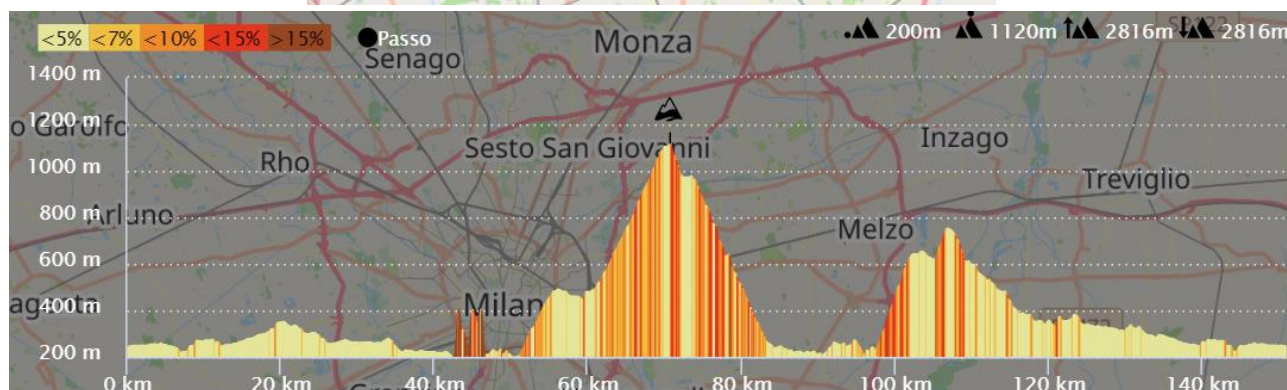 <5% <7% <10% <15% >15%
Passo
200m 1120m 2816m 2816m
Senago
Monza
1400 m
1200 m
o Garolfo
Sesto San Giovanni
Inzago
Rho
1000 m
Treviglio
800 m
Arluno
Melzo
600 m
Milan
400 m
200 m
0 km 20 km 40 km 60 km 80 km 100 km 120 km 140 km